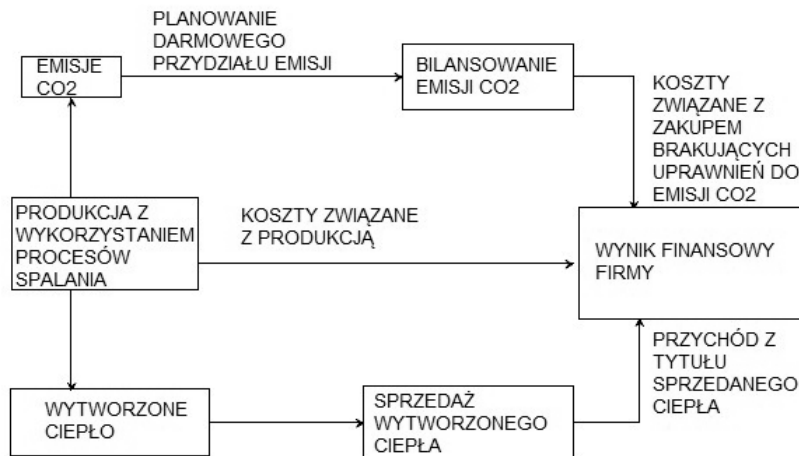 PLANOWANIE
DARMOWEGO
PRZYDZIAŁU EMISJI
EMISJE
CO2
BILANSOWANIE
EMISJI CO2
KOSZTY
ZWIĄZANE Z
ZAKUPEM
BRAKUJĄCYCH
UPRAWNIEŃ DO
EMISJI CO2
PRODUKCJA Z
WYKORZYSTANIEM
PROCESÓW
SPALANIA
KOSZTY ZWIĄZANE
Z PRODUKCJĄ
WYNIK FINANSOWY
FIRMY
PRZYCHÓD Z
TYTUŁU
SPRZEDANEGO
CIEPŁA
WYTWORZONE
CIEPŁO
SPRZEDAŻ
WYTWORZONEGO
CIEPŁA